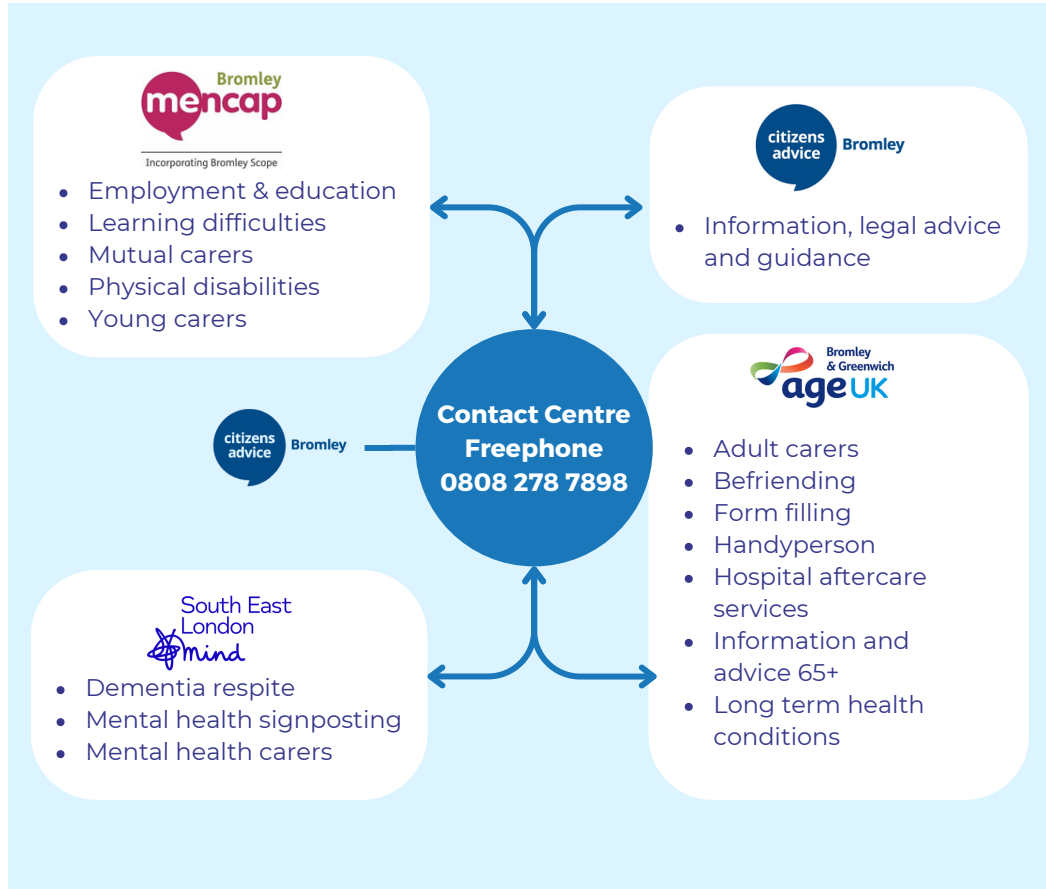 Bromley
mencap
Incorporating Bromley Scope
• Employment & education
• Learning difficulties
• Mutual carers
• Physical disabilities
• Young carers
citizens
advice
Bromley
• Information, legal advice
and guidance
citizens
advice
Bromley
Contact Centre
Freephone
0808 278 7898
Bromley
& Greenwich
age UK
• Adult carers
• Befriending
• Form filling
• Handyperson
• Hospital aftercare
services
• Information and
advice 65+
• Long term health
conditions
South East
London
mind
• Dementia respite
• Mental health signposting
• Mental health carers